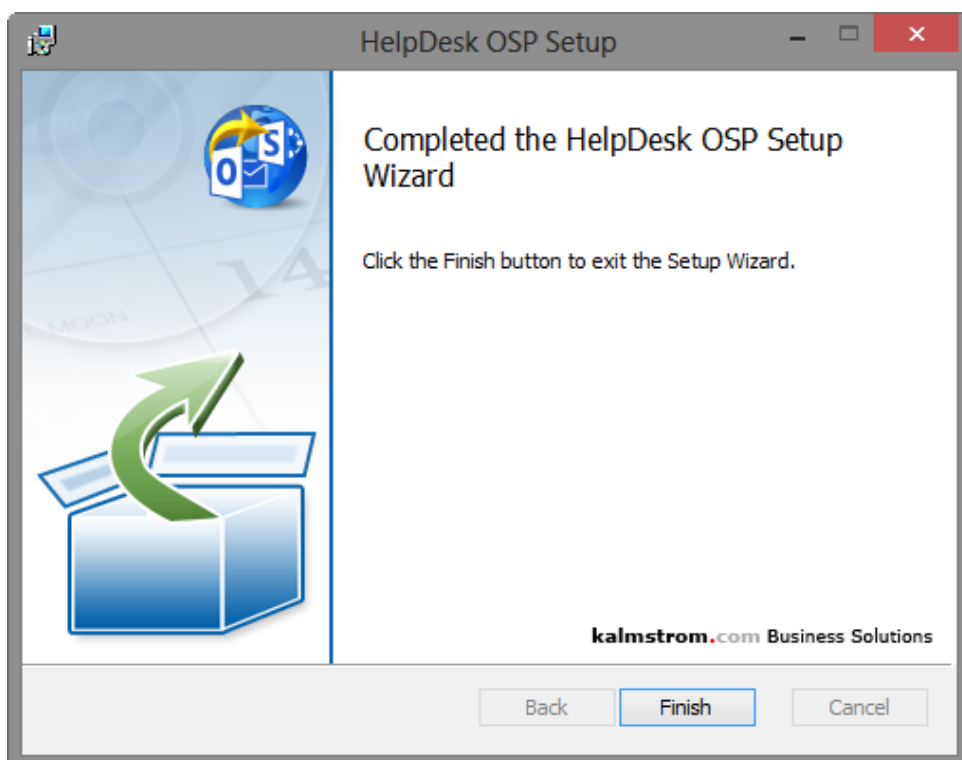 HelpDesk OSP Setup
O S
14
MOON
Completed the HelpDesk OSP Setup
Wizard
Click the Finish button to exit the Setup Wizard.
kalmstrom.com Business Solutions
Back Finish Cancel